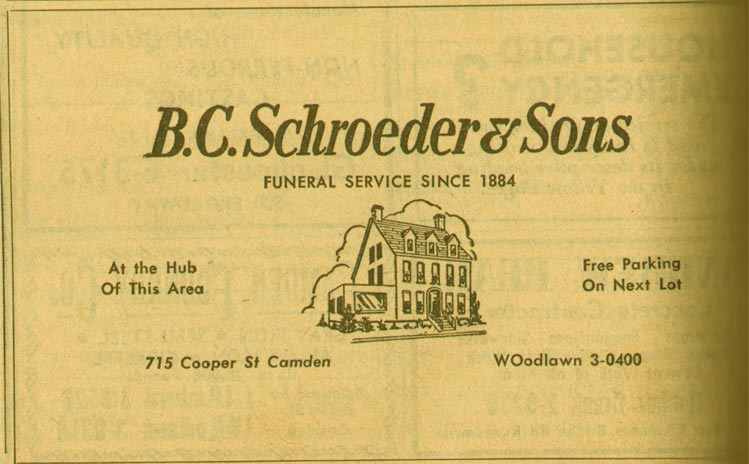 B.C. Schroeder & Sons
FUNERAL SERVICE SINCE 1884
At the Hub
Of This Area
Free Parking
On Next Lot
715 Cooper St Camden
WOodlawn 3-0400